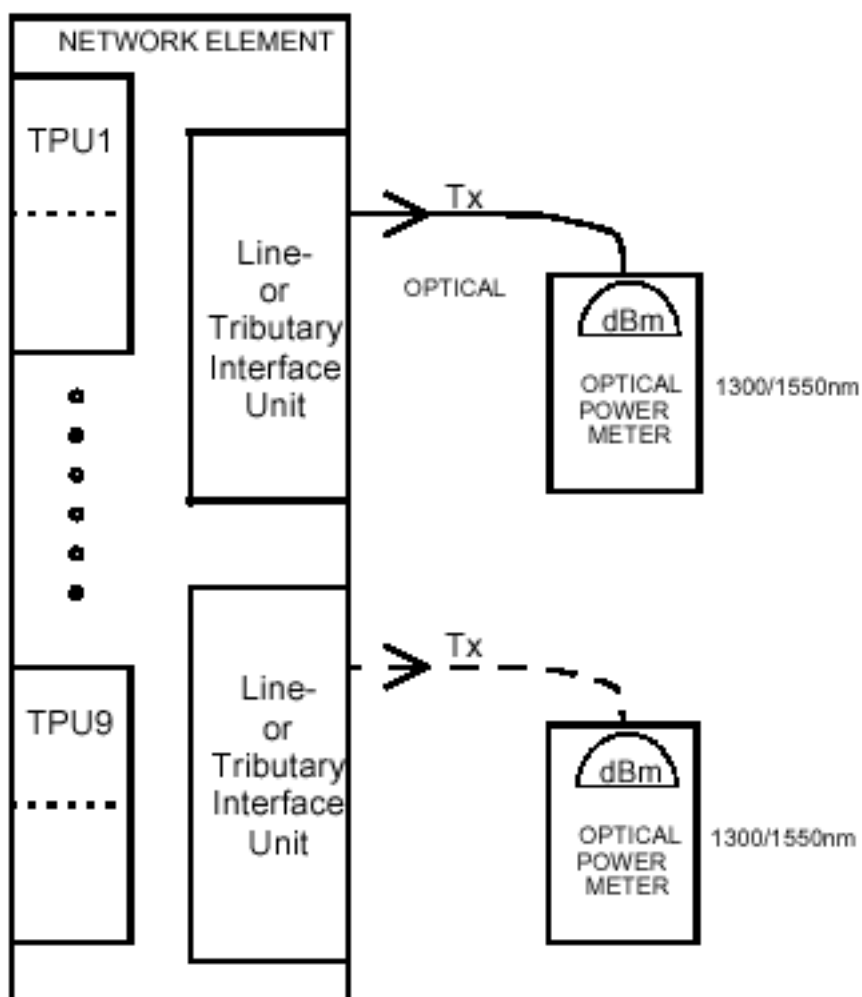 NETWORK ELEMENT
TPU1
Line-
or
Tributary
Interface
Unit
Tx
OPTICAL
dBm
OPTICAL
POWER
METER
1300/1550nm
TPU9
Line-
or
Tributary
Interface
Unit
Tx
dBm
OPTICAL
POWER
METER
1300/1550nm